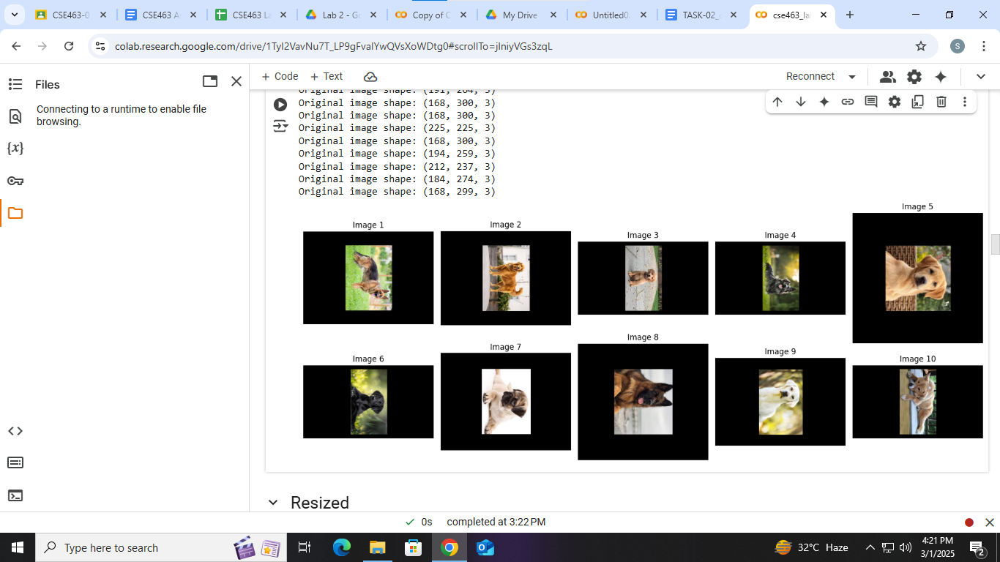 CSE463-0
CSE463 A
CSE463 La
Lab 2 - Go
Copy of C
My Drive
Untitled0.
TASK-02_
cse463_la
colab.research.google.com/drive/1TyI2VavNu7T_LP9gFvaIYwQVsXoWDtg0#scrollTo=jIniyVGs3zqL
S
Files
+ Code + Text
Reconnect
Connecting to a runtime to enable file
browsing.
{x}
Original image shape: (191, 264, 3)
Original image shape: (168, 300, 3)
Original image shape: (168, 300, 3)
Original image shape: (225, 225, 3)
Original image shape: (168, 300, 3)
Original image shape: (194, 259, 3)
Original image shape: (212, 237, 3)
Original image shape: (184, 274, 3)
Original image shape: (168, 299, 3)
Image 1
Image 2
Image 3
Image 4
Image 5
Image 6
Image 7
Image 8
Image 9
Image 10
Resized
0s completed at 3:22 PM
Type here to search
32°C Haze
4:21 PM
3/1/2025
2